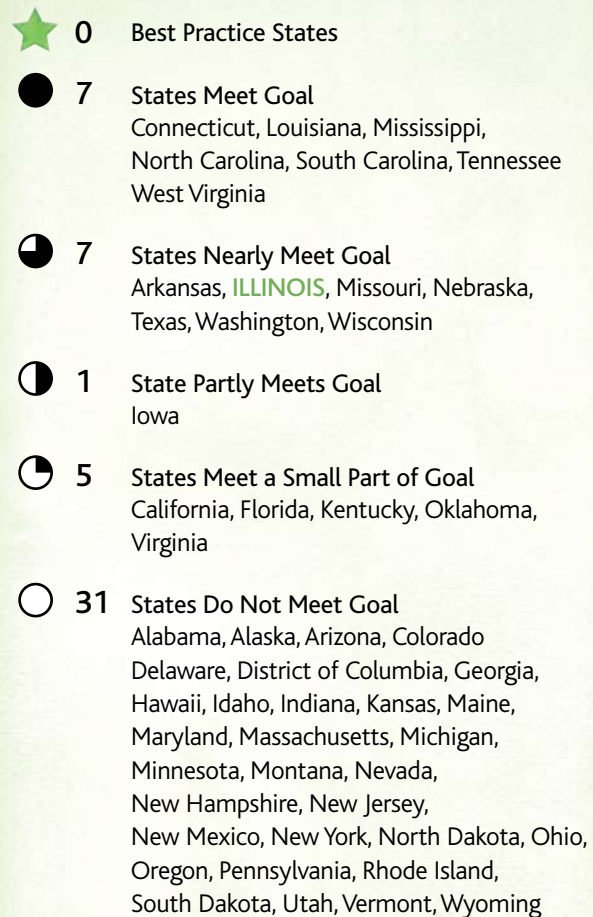 0 Best Practice States
7 States Meet Goal
Connecticut, Louisiana, Mississippi,
North Carolina, South Carolina, Tennessee
West Virginia
7 States Nearly Meet Goal
Arkansas, ILLINOIS, Missouri, Nebraska,
Texas, Washington, Wisconsin
1 State Partly Meets Goal
Iowa
5 States Meet a Small Part of Goal
California, Florida, Kentucky, Oklahoma,
Virginia
31 States Do Not Meet Goal
Alabama, Alaska, Arizona, Colorado
Delaware, District of Columbia, Georgia,
Hawaii, Idaho, Indiana, Kansas, Maine,
Maryland, Massachusetts, Michigan,
Minnesota, Montana, Nevada,
New Hampshire, New Jersey,
New Mexico, New York, North Dakota, Ohio,
Oregon, Pennsylvania, Rhode Island,
South Dakota, Utah, Vermont, Wyoming